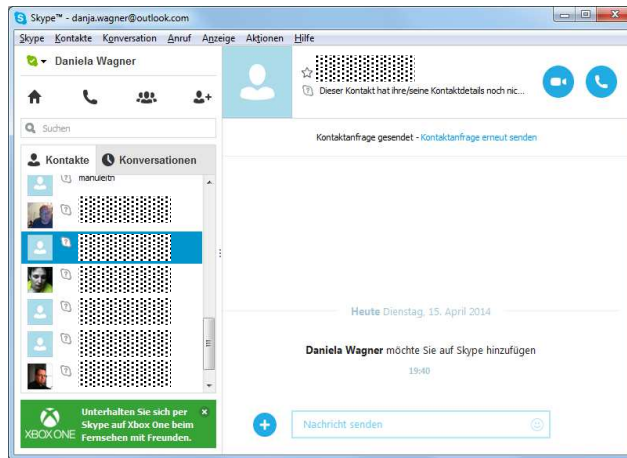 Skype™ - danja.wagner@outlook.com
Skype Kontakte Konversation Anruf Anzeige Aktionen Hilfe
Daniela Wagner
Suchen
Kontakte Konversationen
manuleith
XBOX ONE
Unterhalten Sie sich per
Skype auf Xbox One beim
Fernsehen mit Freunden.
Dieser Kontakt hat ihre/seine Kontaktdetails noch nic...
Kontaktanfrage gesendet - Kontaktanfrage erneut senden
Heute Dienstag, 15. April 2014
Daniela Wagner möchte Sie auf Skype hinzufügen
19:40
Nachricht senden